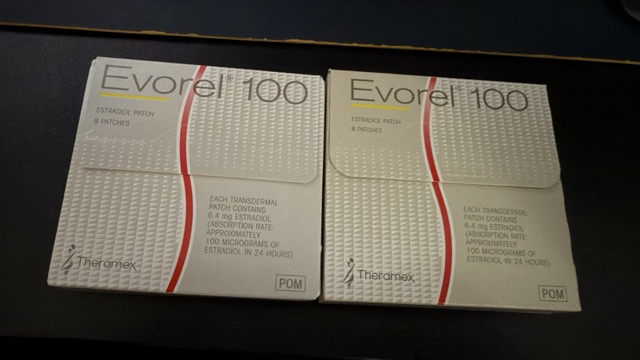 Evorel® 100
ESTRADIOL PATCH
8 PATCHES
EACH TRANSDERMAL
PATCH CONTAINS
6.4 mg ESTRADIOL
(ABSORPTION RATE:
APPROXIMATELY
100 MICROGRAMS OF
ESTRADIOL IN 24 HOURS)
Theramex
POM
Evorel® 100
ESTRADIOL PATCH
8 PATCHES
EACH TRANSDERMAL
PATCH CONTAINS
6.4 mg ESTRADIOL
(ABSORPTION RATE:
APPROXIMATELY
100 MICROGRAMS OF
ESTRADIOL IN 24 HOURS)
Theramex
POM